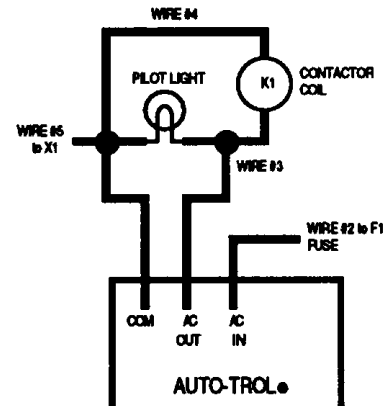 WIRE #4
PILOT LIGHT
K1
CONTACTOR
COIL
WIRE #5
to X1
WIRE #3
WIRE #2 to F1
FUSE
COM
AC
OUT
AC
IN
AUTO-TROL®